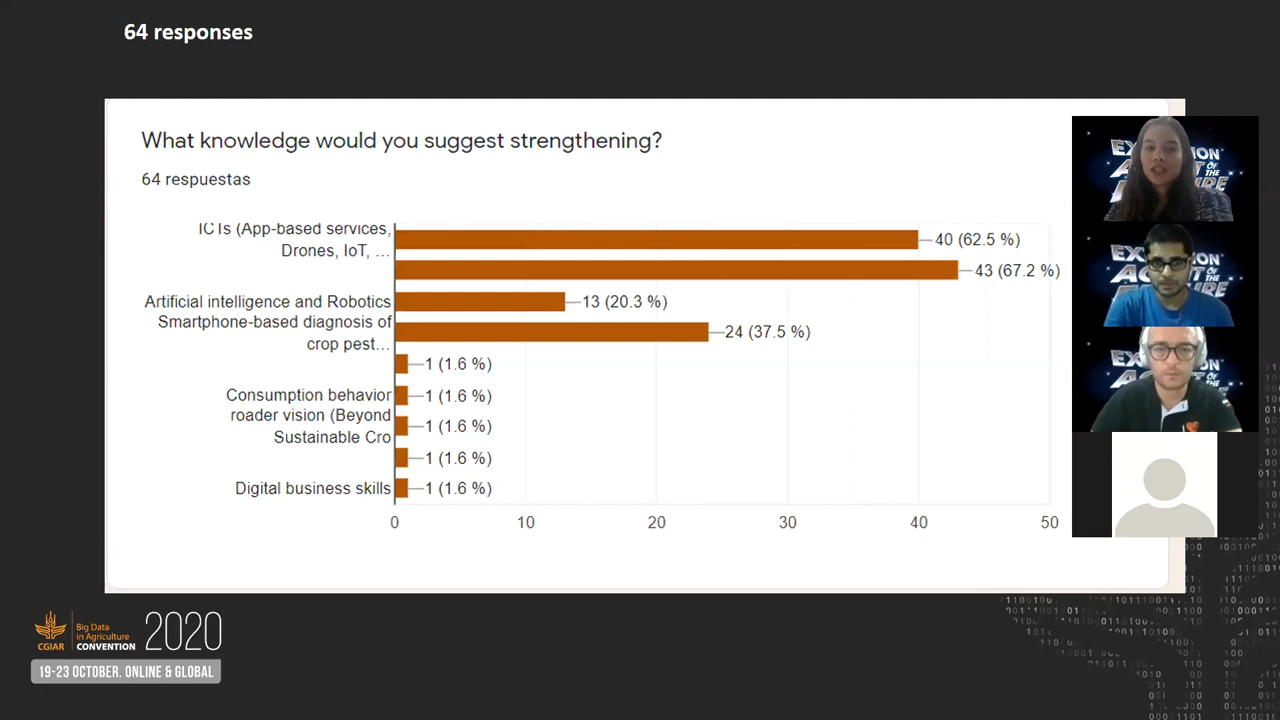 64 responses
What knowledge would you suggest strengthening?
64 respuestas
ICTs (App-based services,
Drones, IoT, ...
40 (62.5 %)
43 (67.2 %)
Artificial intelligence and Robotics
13 (20.3 %)
Smartphone-based diagnosis of
crop pest...
24 (37.5 %)
1 (1.6 %)
Consumption behavior
1 (1.6 %)
roader vision (Beyond
Sustainable Cro
1 (1.6 %)
1 (1.6 %)
Digital business skills
1 (1.6 %)
0 10 20 30 40 50
CGIAR
Big Data
in Agriculture
CONVENTION
2020
19-23 OCTOBER. ONLINE & GLOBAL